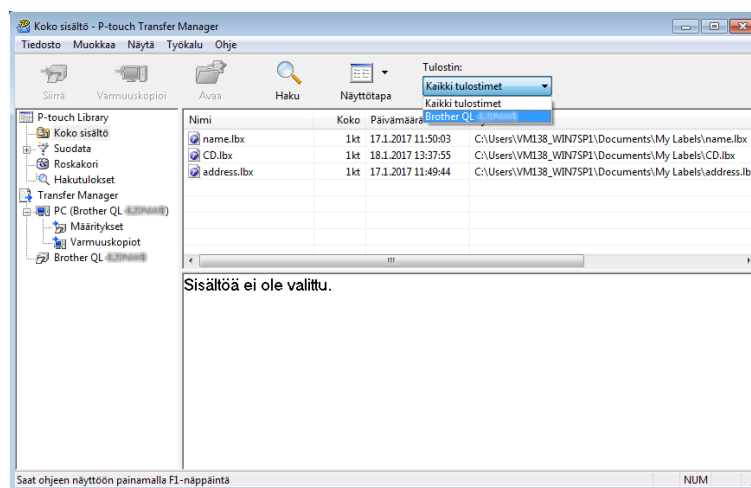 Koko sisältö - P-touch Transfer Manager
Tiedosto Muokkaa Näytä Työkalu Ohje
Siirrä Varmuuskopioi Avaa Haku Näyttötapa
Tulostin:
Kaikki tulostimet
Kaikki tulostimet
Brother QL
P-touch Library
Koko sisältö
Suodata
Roskakori
Hakutulokset
Transfer Manager
PC (Brother QL )
Määritykset
Varmuuskopiot
Brother QL
Nimi Koko Päivämäärä
name.lbx 1kt 17.1.2017 11:50:03 C:\Users\VM138_WIN7SP1\Documents\My Labels\name.lbx
CD.lbx 1kt 18.1.2017 13:37:55 C:\Users\VM138_WIN7SP1\Documents\My Labels\CD.lbx
address.lbx 1kt 17.1.2017 11:49:44 C:\Users\VM138_WIN7SP1\Documents\My Labels\address.lb
Sisältöä ei ole valittu.
Saat ohjeen näyttöön painamalla F1-näppäintä NUM